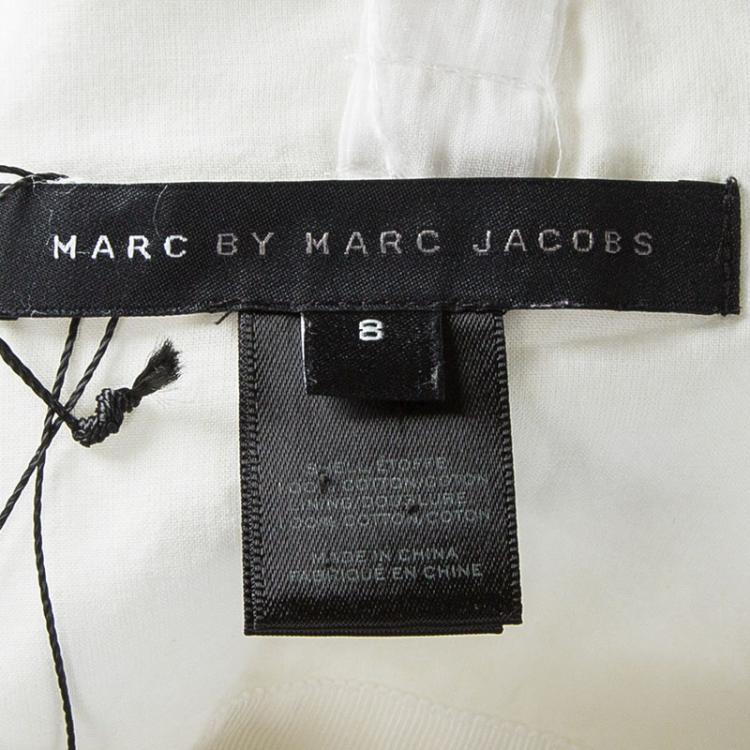 MARC BY MARC JACOBS
8
SHELL/ETOFFE
100% COTTON/COTON
LINING/DOUBLURE
100% COTTON/COTON
MADE IN CHINA
FABRIQUÉ EN CHINE